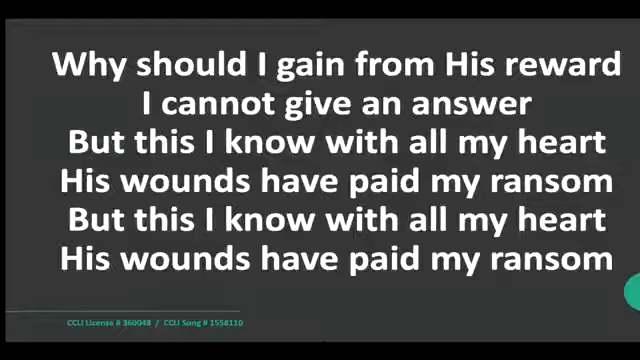 Why should I gain from His reward
I cannot give an answer
But this I know with all my heart
His wounds have paid my ransom
But this I know with all my heart
His wounds have paid my ransom
CCLI License # 360048 / CCLI Song # 1558110